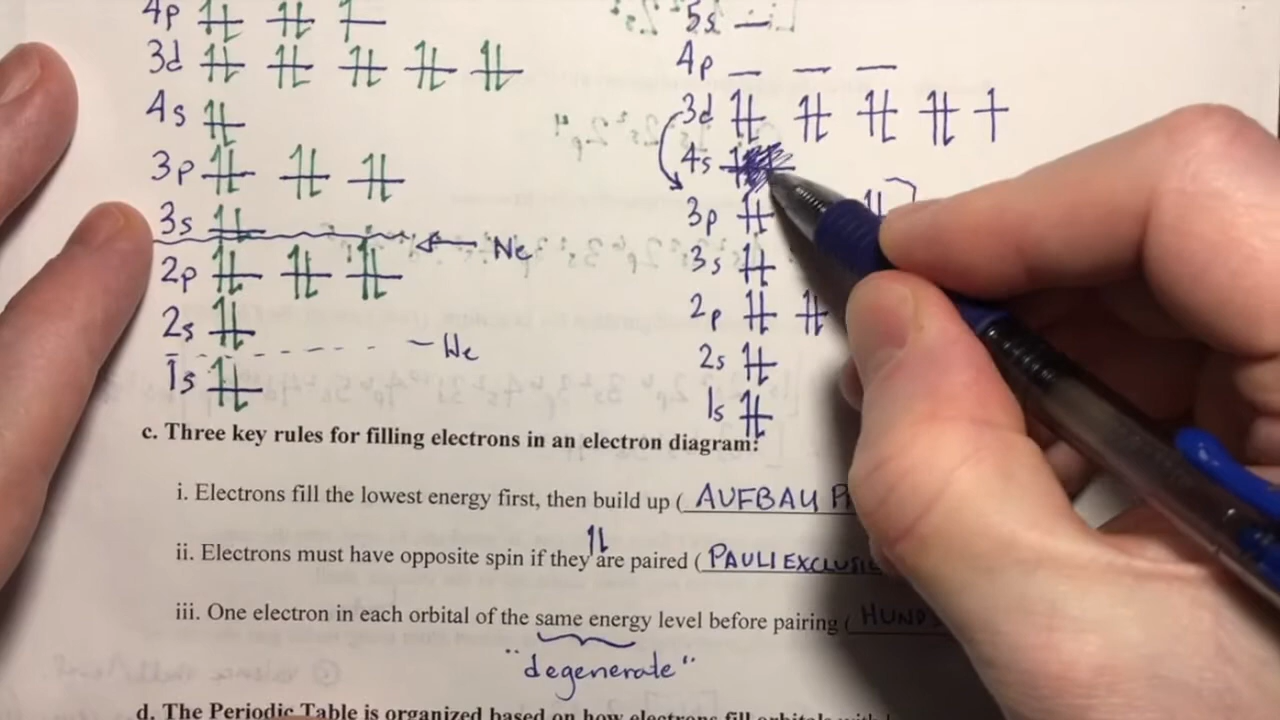 4p
3d
4s
3p
3s
Ne
2p
2s
He
1s
5s
4p
3d
4s
3p
3s
2p
2s
1s
c. Three key rules for filling electrons in an electron diagram:
i. Electrons fill the lowest energy first, then build up ( AUFBAU P
ii. Electrons must have opposite spin if they are paired ( PAULI EXCLUSI
iii. One electron in each orbital of the same energy level before pairing ( HUND
"degenerate"
d. The Periodic Table is organized based on how electrons fill orbitals